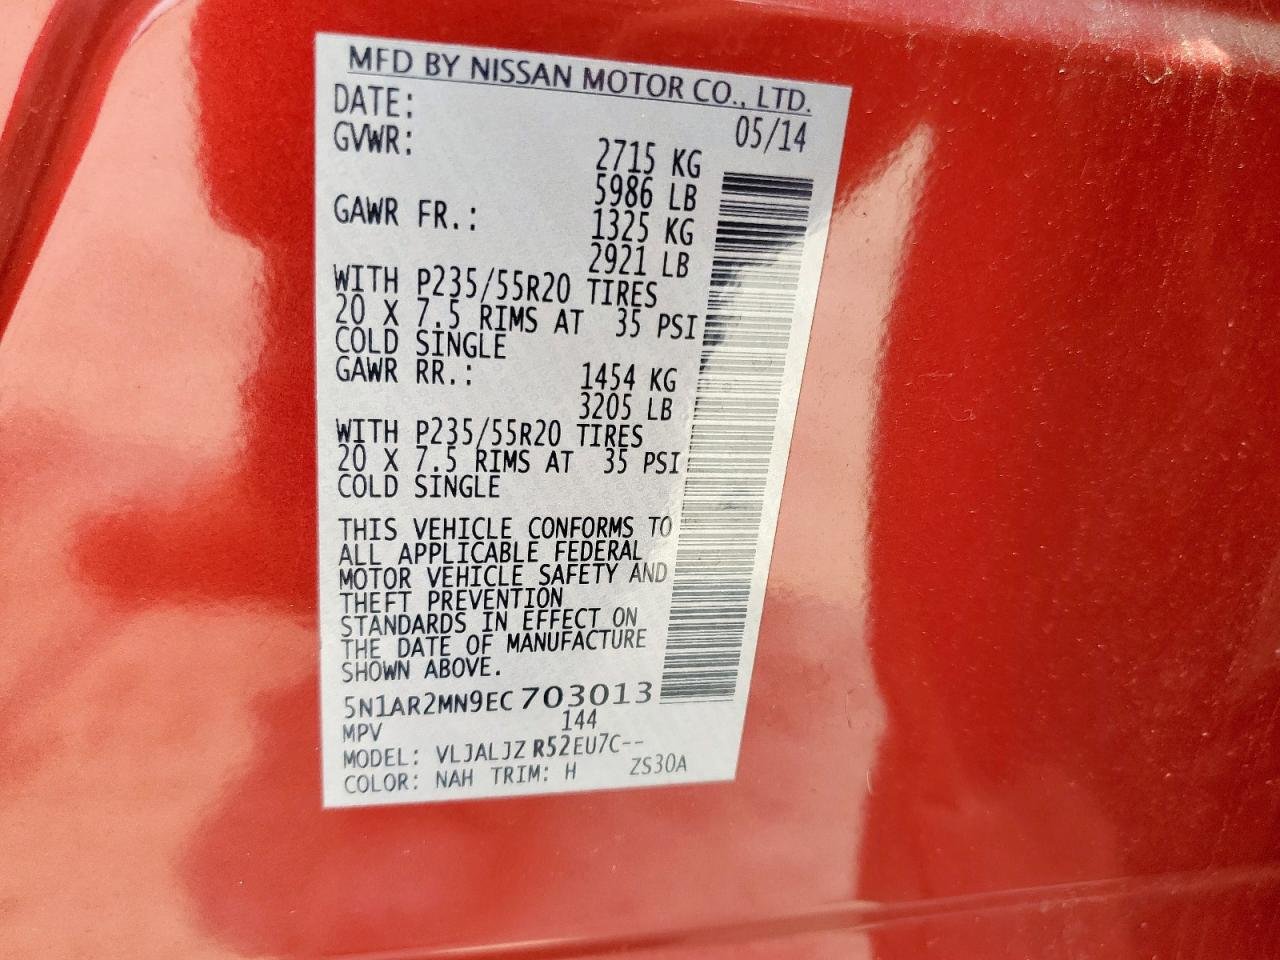 MFD BY NISSAN MOTOR CO., LTD.
DATE: 05/14
GVWR: 2715 KG
5986 LB
GAWR FR.: 1325 KG
2921 LB
WITH P235/55R20 TIRES
20 X 7.5 RIMS AT 35 PSI
COLD SINGLE
GAWR RR.: 1454 KG
3205 LB
WITH P235/55R20 TIRES
20 X 7.5 RIMS AT 35 PSI
COLD SINGLE
THIS VEHICLE CONFORMS TO
ALL APPLICABLE FEDERAL
MOTOR VEHICLE SAFETY AND
THEFT PREVENTION
STANDARDS IN EFFECT ON
THE DATE OF MANUFACTURE
SHOWN ABOVE.
5N1AR2MN9EC703013
MPV 144
MODEL: VLJALJZ R52EU7C--
COLOR: NAH TRIM: H ZS30A